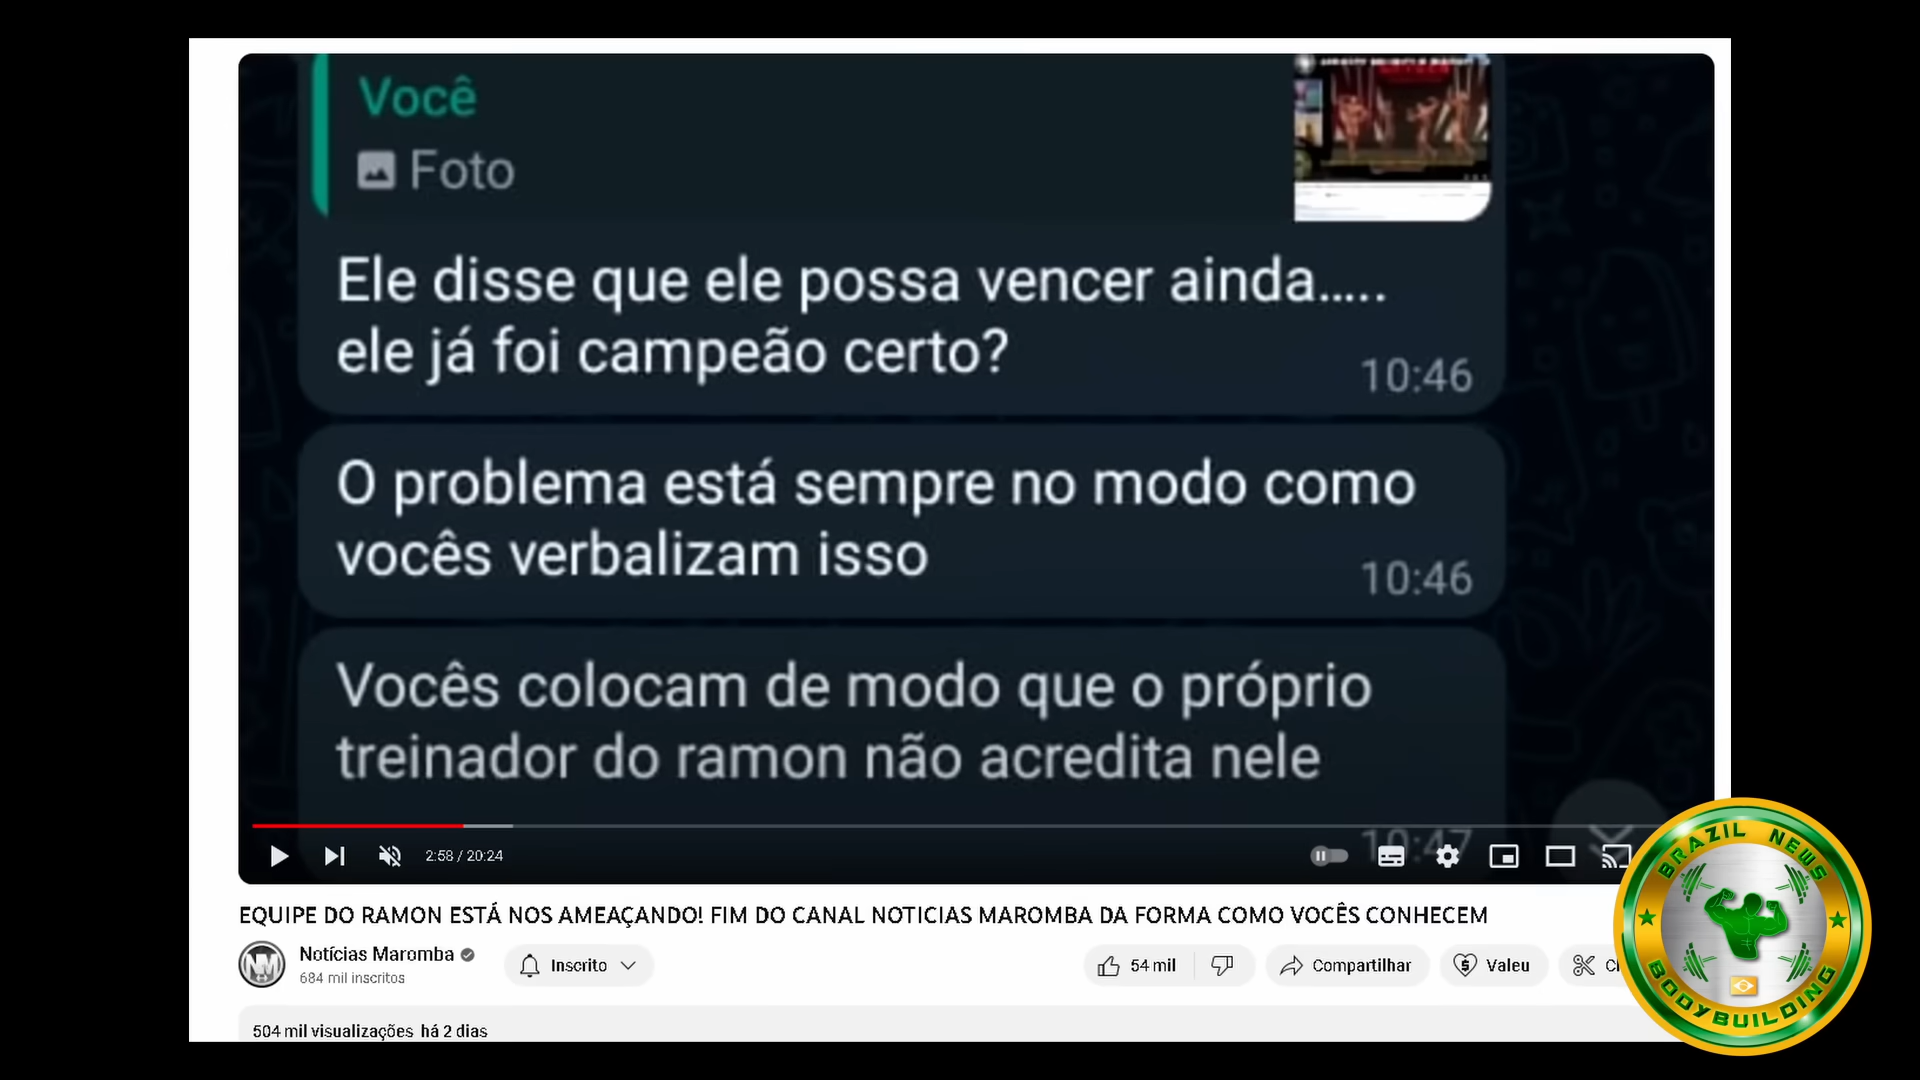 Você
Foto
Ele disse que ele possa vencer ainda.....
ele já foi campeão certo?
10:46
O problema está sempre no modo como
vocês verbalizam isso
10:46
Vocês colocam de modo que o próprio
treinador do ramon não acredita nele
10:47
2:58 / 20:24
EQUIPE DO RAMON ESTÁ NOS AMEAÇANDO! FIM DO CANAL NOTICIAS MAROMBA DA FORMA COMO VOCÊS CONHECEM
Notícias Maromba
684 mil inscritos
Inscrito
54 mil
Compartilhar
Valeu
504 mil visualizações há 2 dias
BRAZIL NEWS
BODYBUILDING